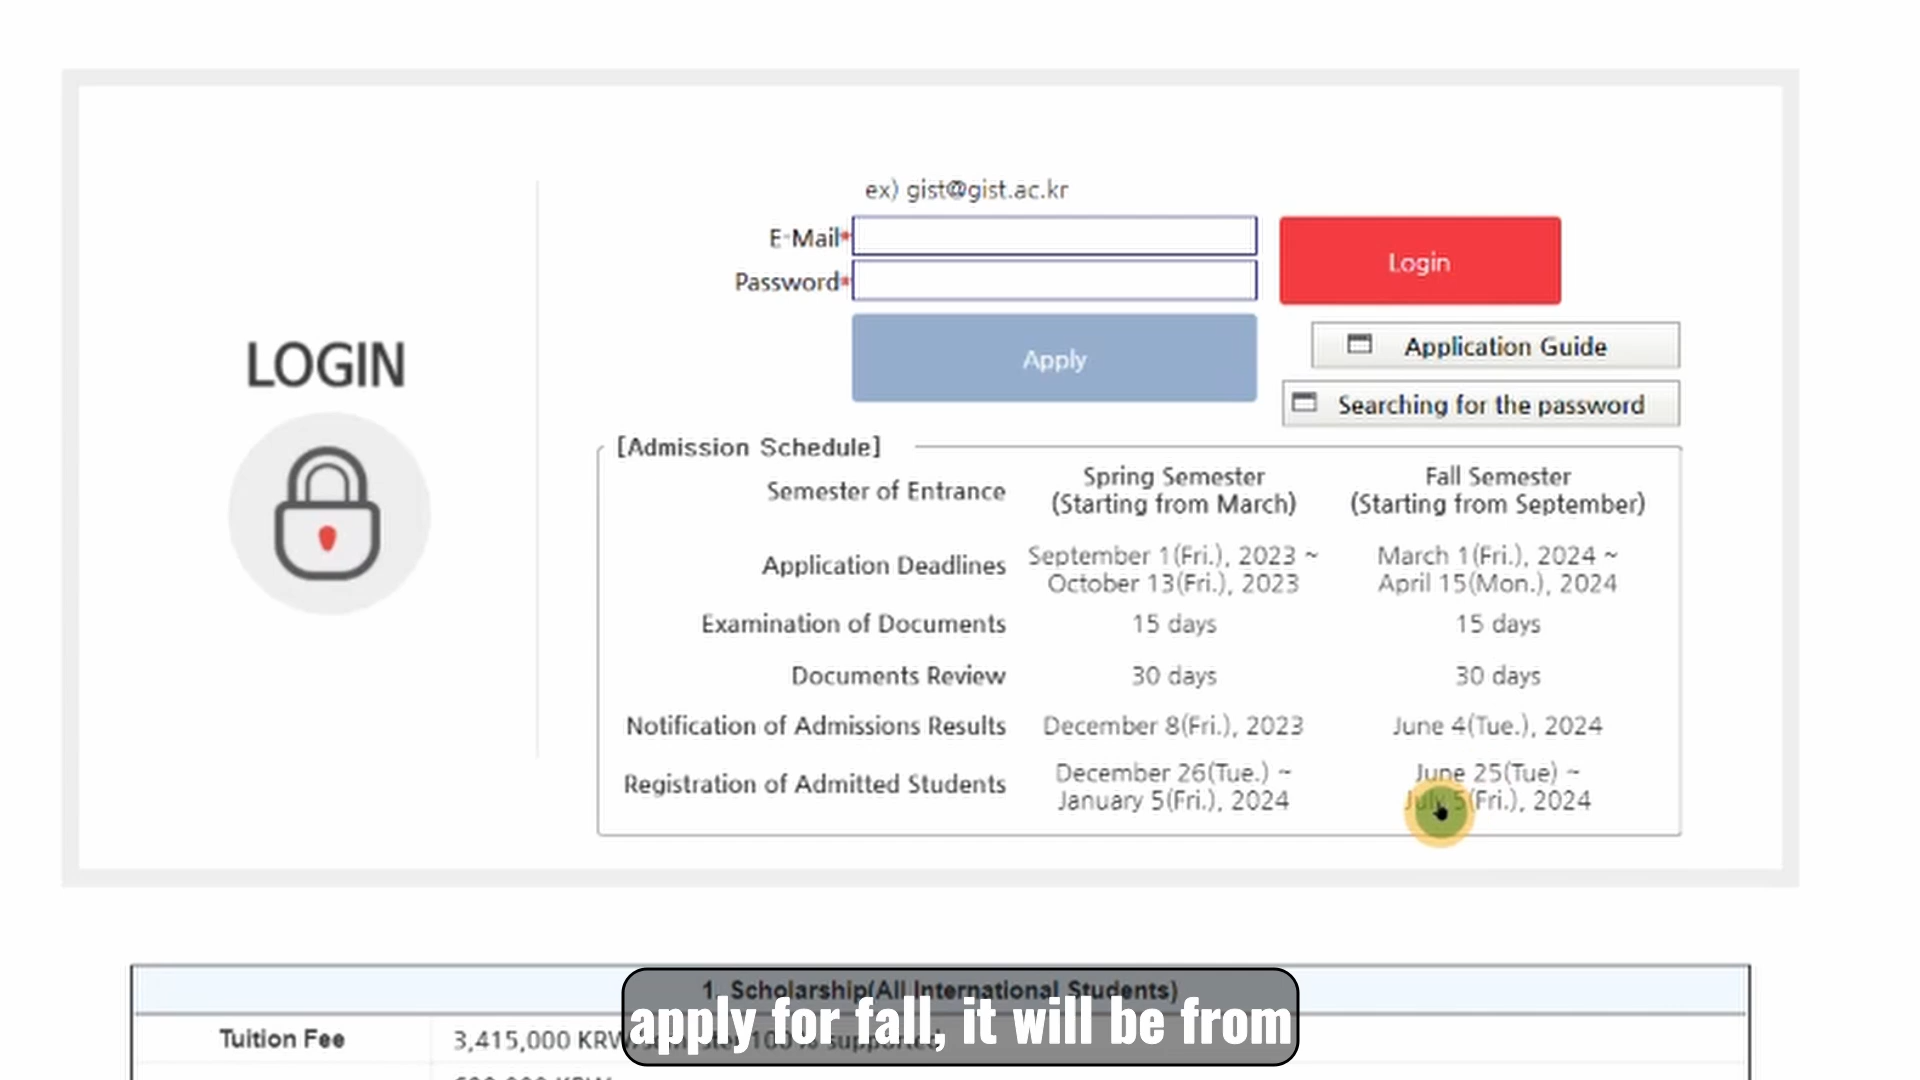 ex) gist@gist.ac.kr
E-Mail*
Password*
Login
Apply
Application Guide
Searching for the password
LOGIN
[Admission Schedule]
Semester of Entrance
Spring Semester
(Starting from March)
Fall Semester
(Starting from September)
Application Deadlines
September 1(Fri.), 2023 ~
October 13(Fri.), 2023
March 1(Fri.), 2024 ~
April 15(Mon.), 2024
Examination of Documents
15 days
15 days
Documents Review
30 days
30 days
Notification of Admissions Results
December 8(Fri.), 2023
June 4(Tue.), 2024
Registration of Admitted Students
December 26(Tue.) ~
January 5(Fri.), 2024
June 25(Tue) ~
July 5(Fri.), 2024
1. Scholarship(All International Students)
Tuition Fee
3,415,000 KRW/semester 100% supported
apply for fall, it will be from